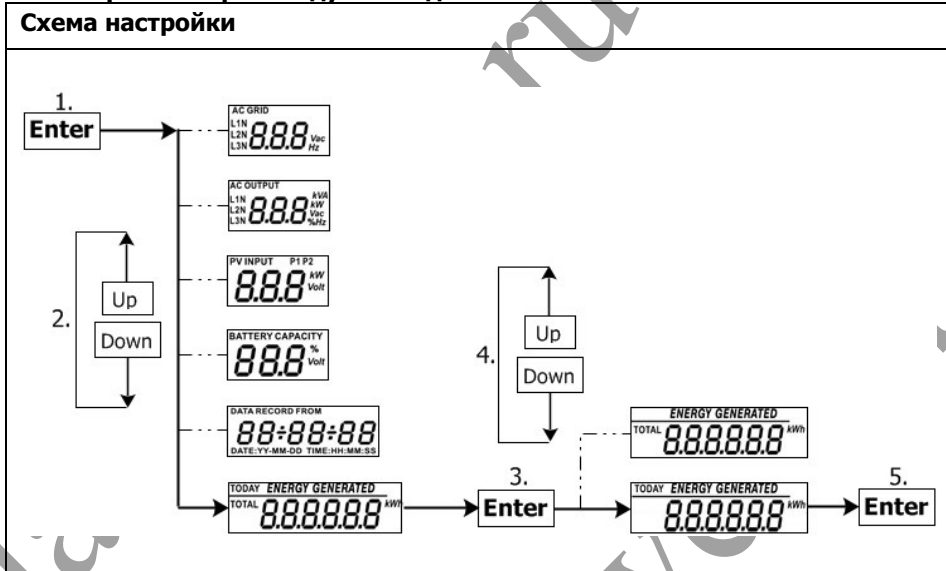 Схема настройки
1.
Enter
AC GRID
L1N
L2N
L3N
8.8.8
Vac
Hz
AC OUTPUT
L1N
L2N
L3N
8.8.8
kVA
kW
Vac
%Hz
2.
Up
Down
PV INPUT P1 P2
8.8.8
kW
Volt
BATTERY CAPACITY
88.8
%
Volt
DATA RECORD FROM
88:88:88
DATE:YY-MM-DD TIME:HH:MM:SS
TODAY ENERGY GENERATED
TOTAL 8.8.8.8.8.8 kWh
3.
Enter
4.
Up
Down
ENERGY GENERATED
TOTAL 8.8.8.8.8.8 kWh
TODAY ENERGY GENERATED
TOTAL 8.8.8.8.8.8 kWh
5.
Enter